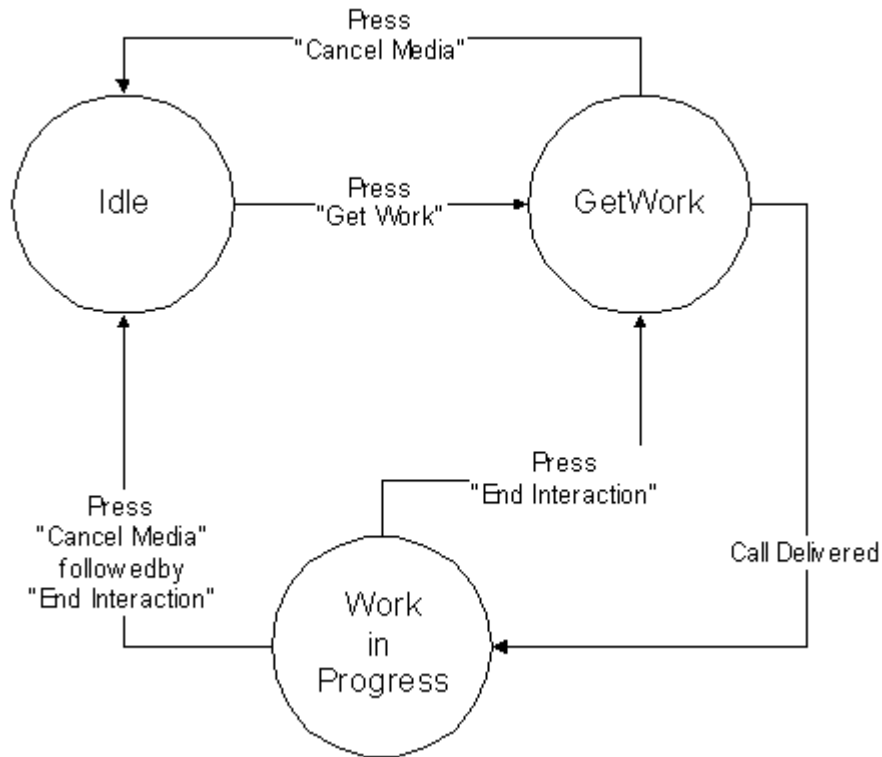 Press
"Cancel Media"
Idle
Press
"Get Work"
GetWork
Press
"End Interaction"
Press
"Cancel Media"
followedby
"End Interaction"
Call Delivered
Work
in
Progress